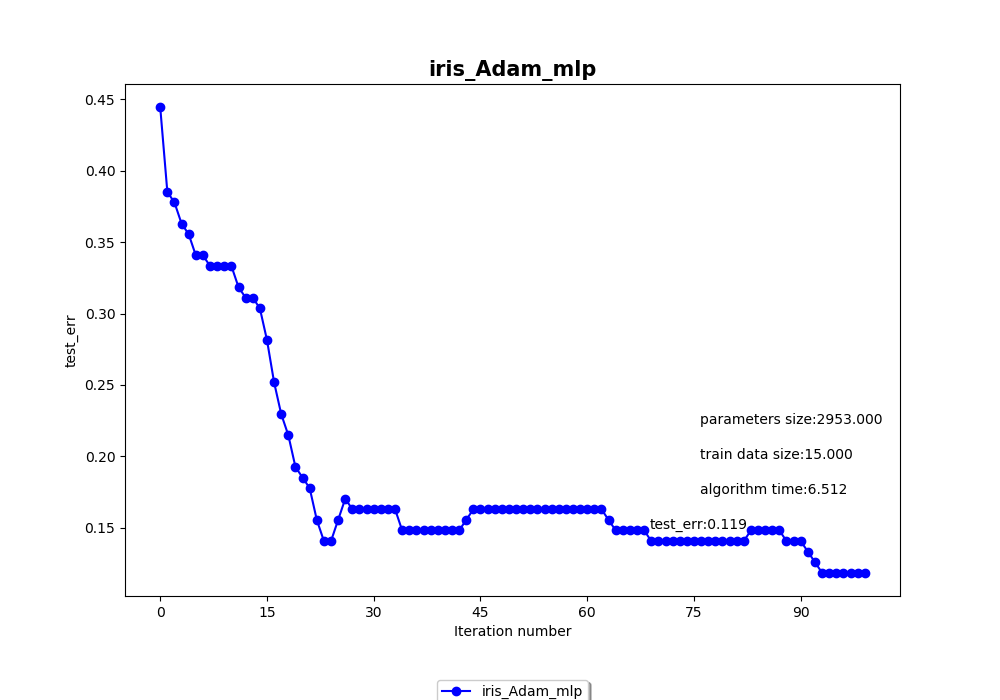 iris_Adam_mlp
0.45
0.40
0.35
0.30
0.25
0.20
0.15
test_err
parameters size:2953.000
train data size:15.000
algorithm time:6.512
test_err:0.119
0 15 30 45 60 75 90
Iteration number
iris_Adam_mlp